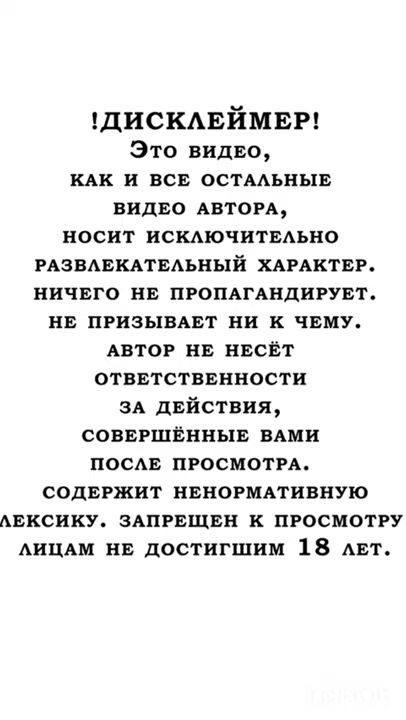 !ДИСКЛЕЙМЕР!
Это видео,
как и все остальные
видео автора,
носит исключительно
развлекательный характер.
ничего не пропагандирует.
не призывает ни к чему.
автор не несёт
ответственности
за действия,
совершённые вами
после просмотра.
содержит ненормативную
лексику. запрещен к просмотру
лицам не достигшим 18 лет.